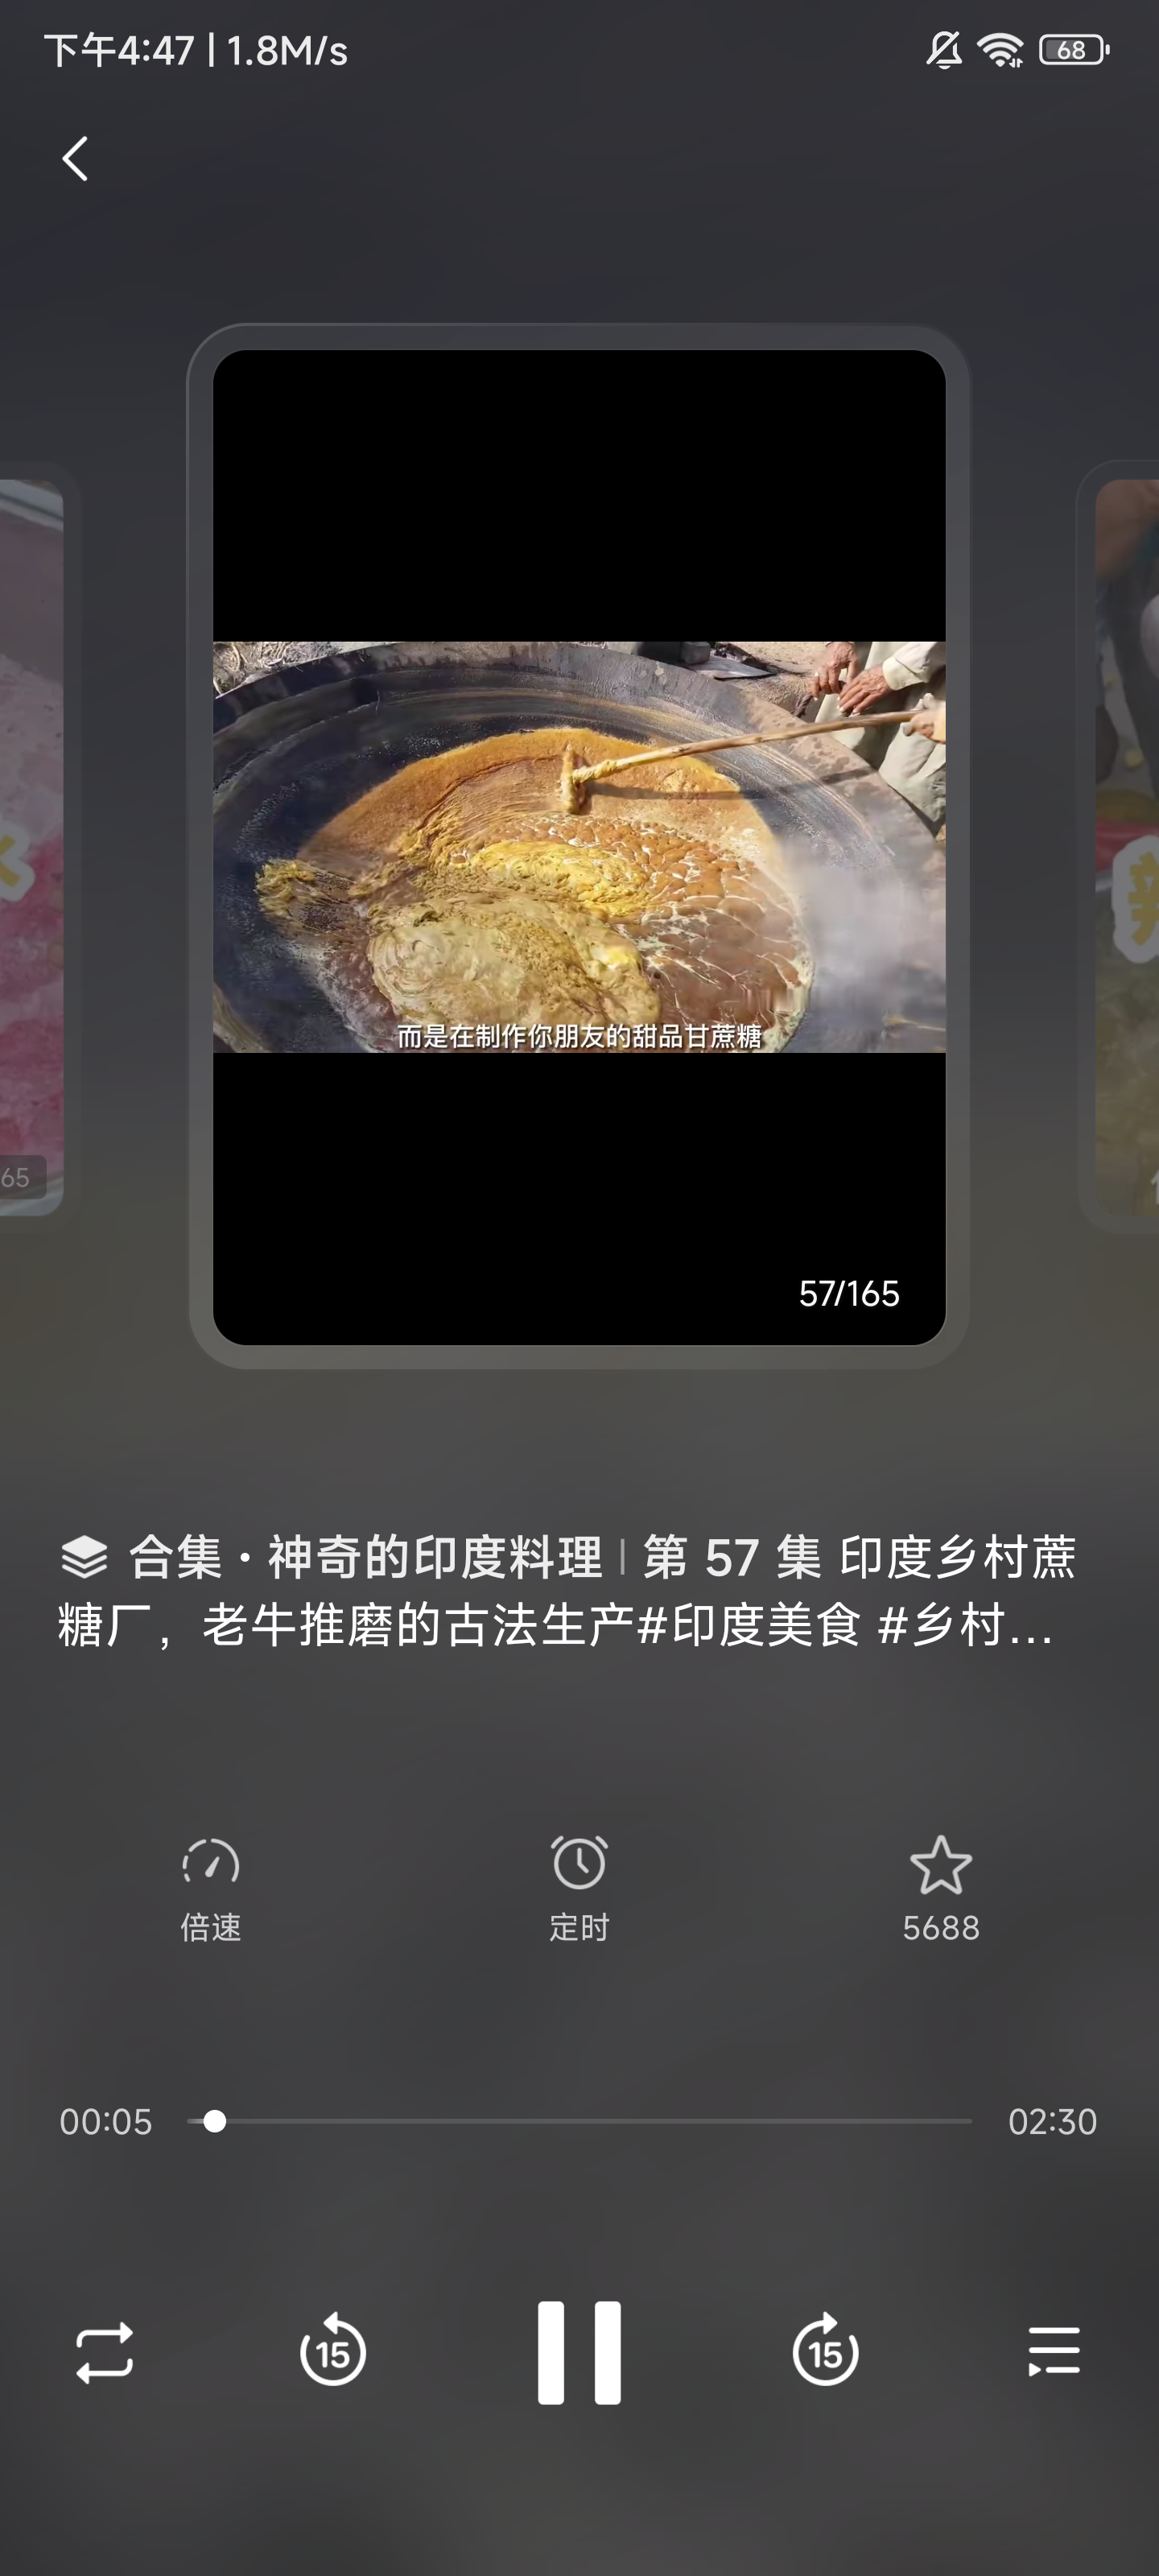 下午4:47 | 1.8M/s
68
而是在制作你朋友的甜品甘蔗糖
65
57/165
合集·神奇的印度料理 | 第 57 集 印度乡村蔗
糖厂，老牛推磨的古法生产#印度美食 #乡村...
倍速
定时
5688
00:05
02:30
15
15